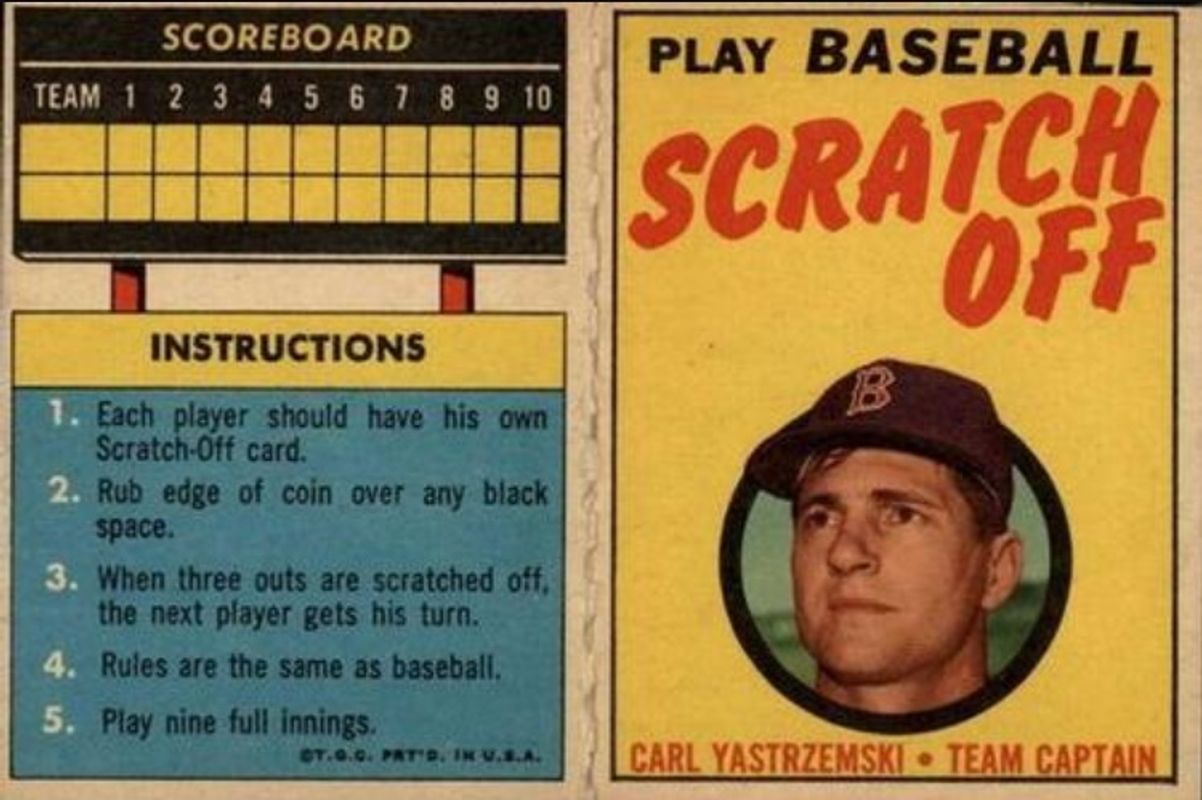 SCOREBOARD
TEAM 1 2 3 4 5 6 7 8 9 10
INSTRUCTIONS
1. Each player should have his own
Scratch-Off card.
2. Rub edge of coin over any black
space.
3. When three outs are scratched off,
the next player gets his turn.
4. Rules are the same as baseball.
5. Play nine full innings.
©T.G.C. PRT'D. IN U.S.A.
PLAY BASEBALL
SCRATCH
OFF
B
CARL YASTRZEMSKI • TEAM CAPTAIN